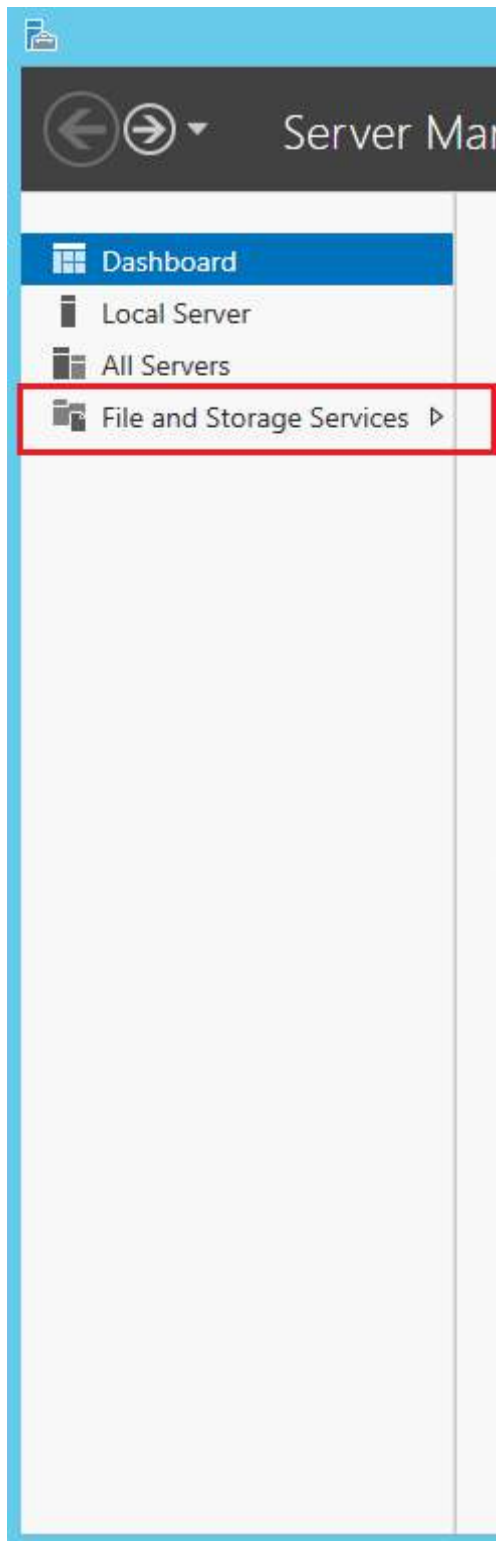 Server Mar
Dashboard
Local Server
All Servers
File and Storage Services